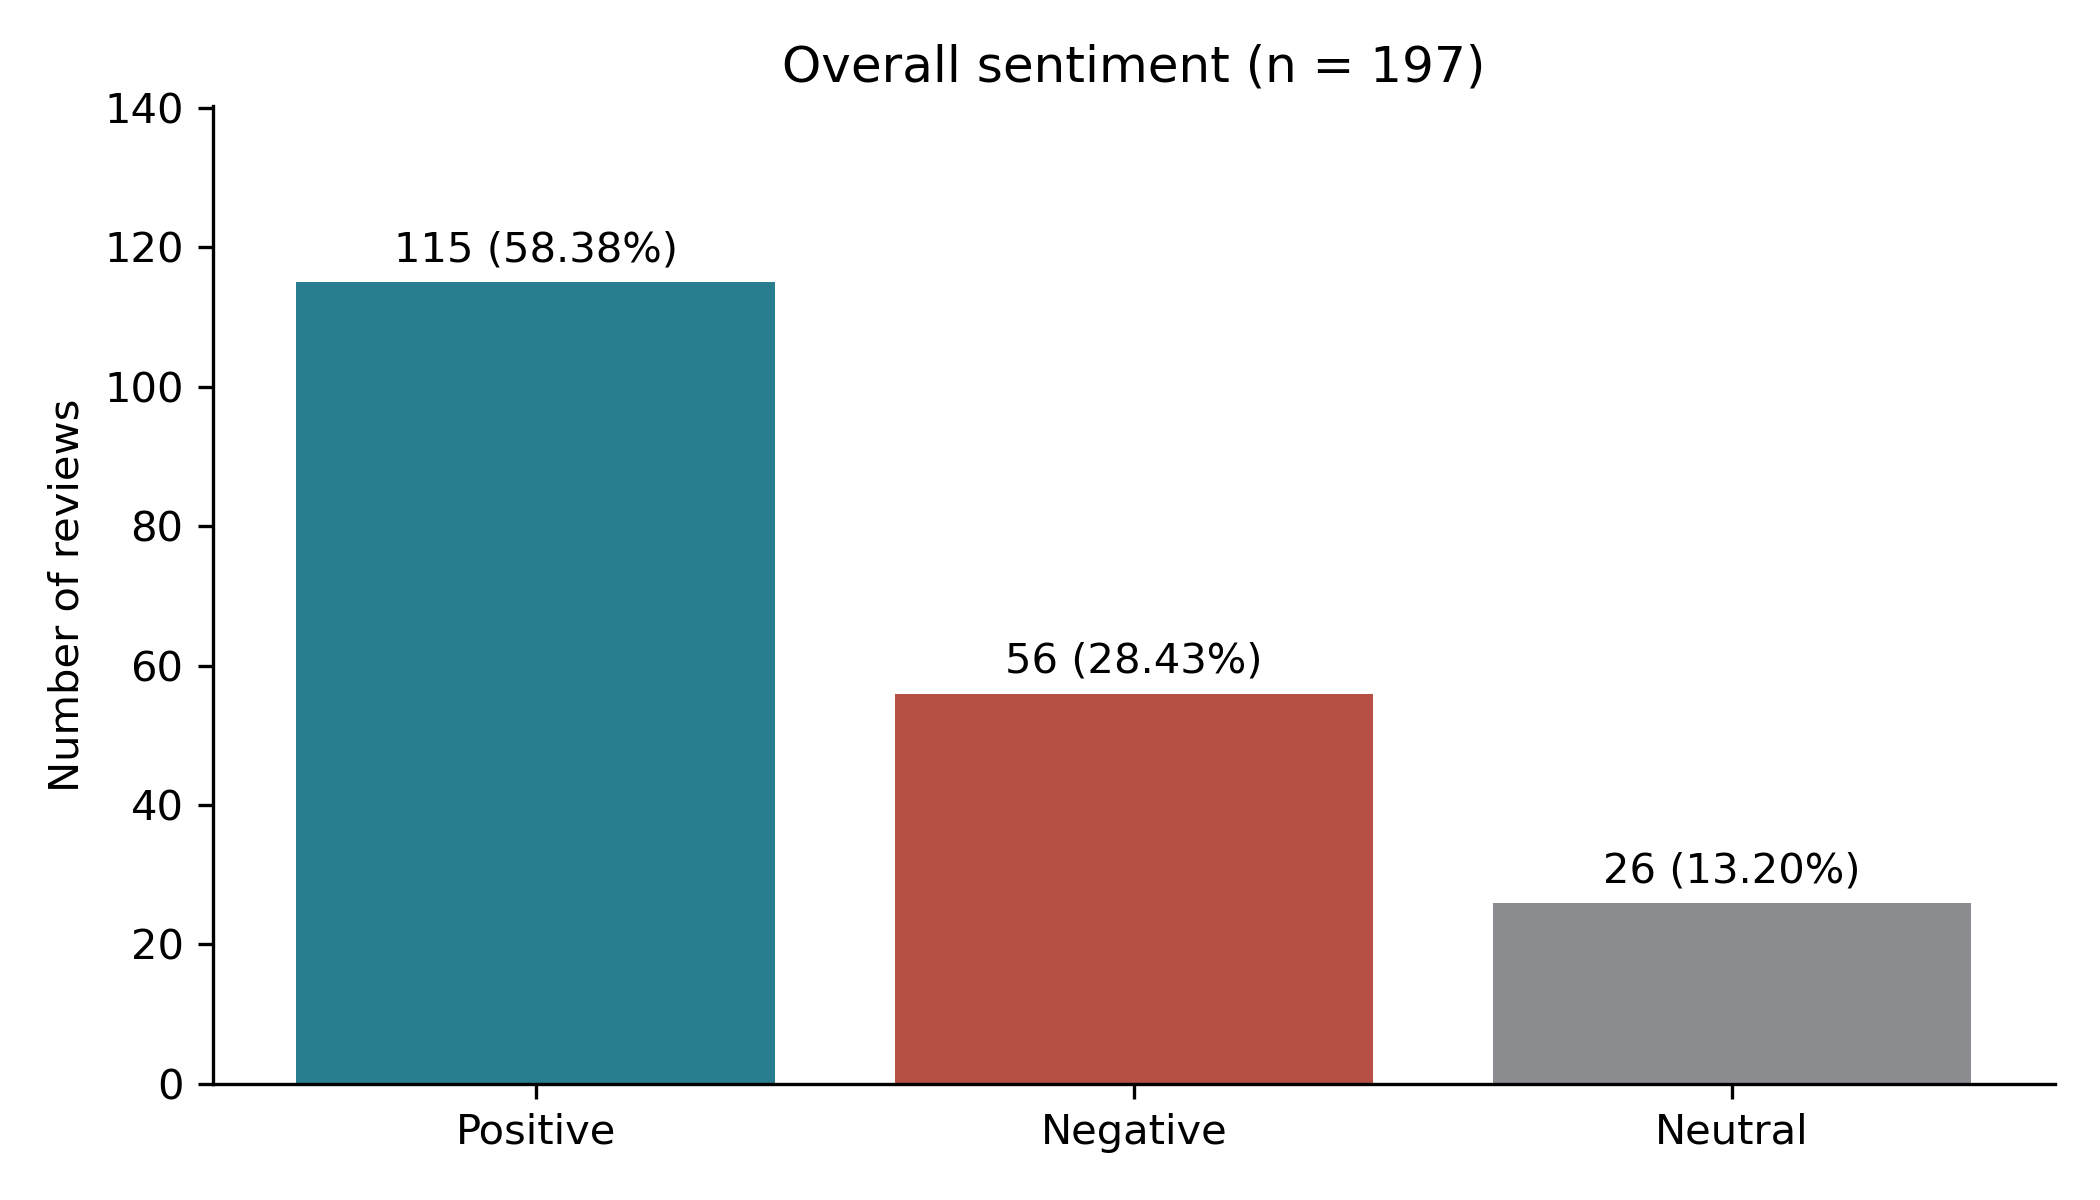 Overall sentiment (n = 197)
Number of reviews
140
120
100
80
60
40
20
0
115 (58.38%)
56 (28.43%)
26 (13.20%)
Positive
Negative
Neutral